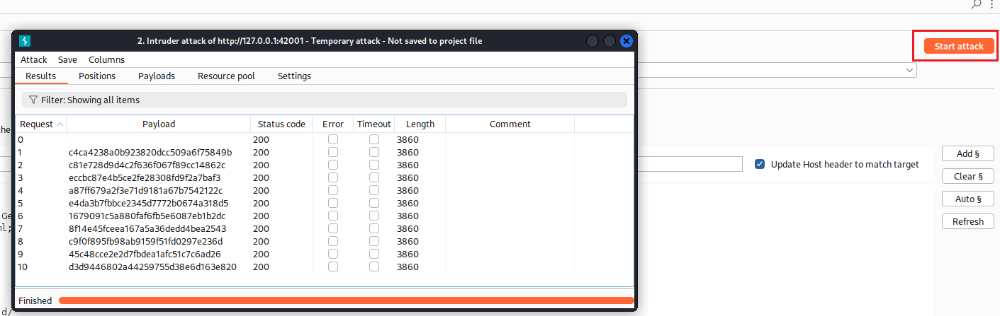 2. Intruder attack of http://127.0.0.1:42001 - Temporary attack - Not saved to project file
Attack Save Columns
Start attack
Results Positions Payloads Resource pool Settings
Filter: Showing all items
Request Payload Status code Error Timeout Length Comment
0 200 3860
1 c4ca4238a0b923820dcc509a6f75849b 200 3860
2 c81e728d9d4c2f636f067f89cc14862c 200 3860
3 eccbc87e4b5ce2fe28308fd9f2a7baf3 200 3860
4 a87ff679a2f3e71d9181a67b7542122c 200 3860
5 e4da3b7fbbce2345d7772b0674a318d5 200 3860
6 1679091c5a880faf6fb5e6087eb1b2dc 200 3860
7 8f14e45fceea167a5a36dedd4bea2543 200 3860
8 c9f0f895fb98ab9159f51fd0297e236d 200 3860
9 45c48cce2e2d7fbdea1afc51c7c6ad26 200 3860
10 d3d9446802a44259755d38e6d163e820 200 3860
Finished
the
Ge
ml;
d/
Update Host header to match target
Add §
Clear §
Auto §
Refresh